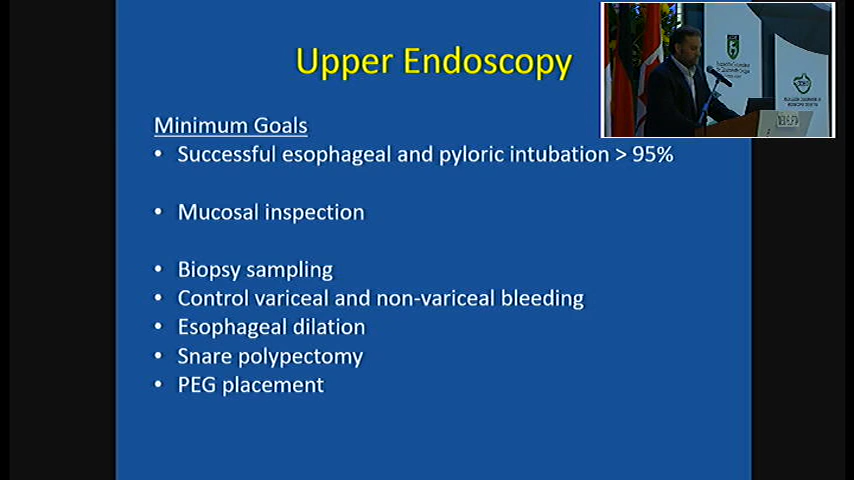 Upper Endoscopy
Minimum Goals
• Successful esophageal and pyloric intubation > 95%
• Mucosal inspection
• Biopsy sampling
• Control variceal and non-variceal bleeding
• Esophageal dilation
• Snare polypectomy
• PEG placement